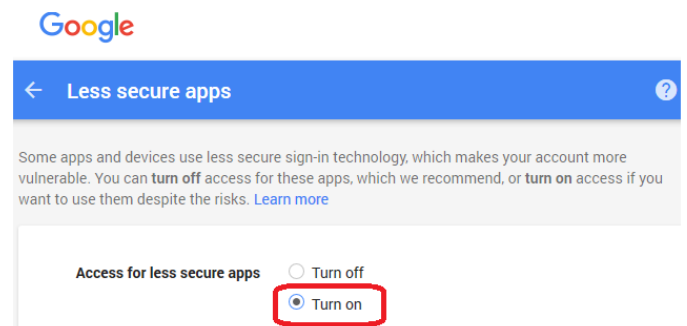 Google
Less secure apps
?
Some apps and devices use less secure sign-in technology, which makes your account more
vulnerable. You can turn off access for these apps, which we recommend, or turn on access if you
want to use them despite the risks. Learn more
Access for less secure apps Turn off
Turn on